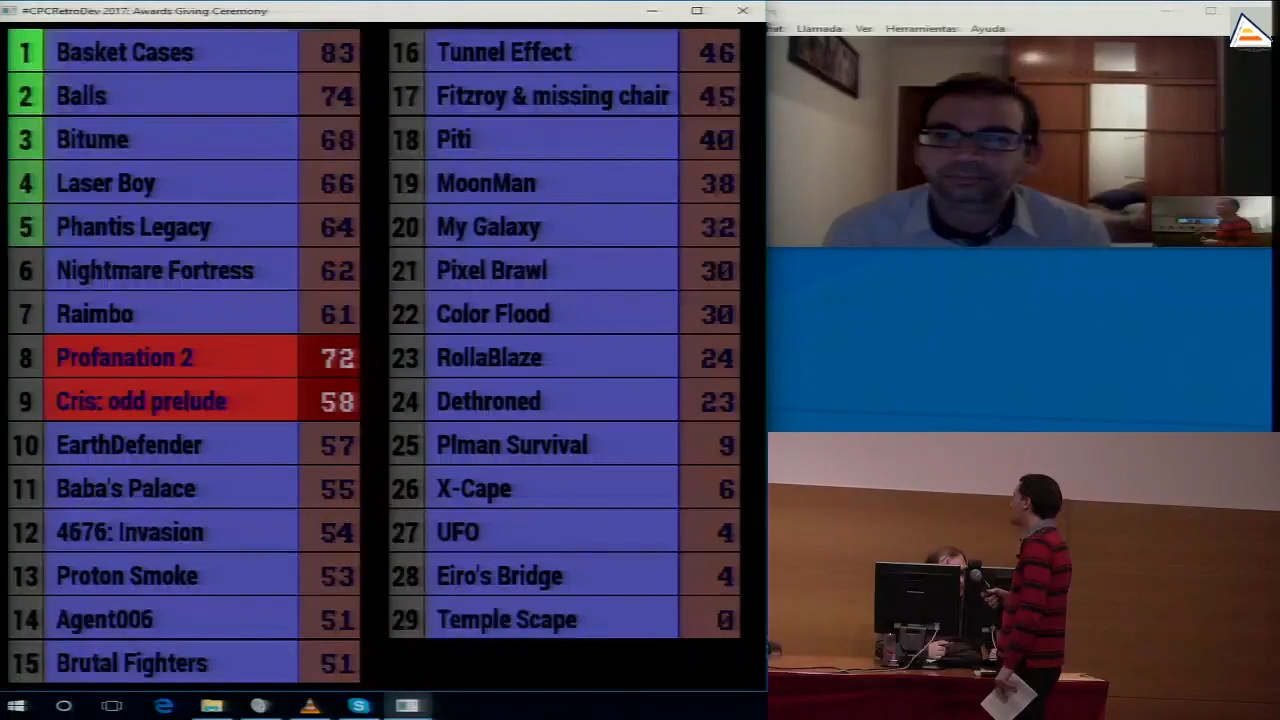 #CPCRetroDev 2017: Awards Giving Ceremony
1 Basket Cases 83
2 Balls 74
3 Bitume 68
4 Laser Boy 66
5 Phantis Legacy 64
6 Nightmare Fortress 62
7 Raimbo 61
8 Profanation 2 72
9 Cris: odd prelude 58
10 EarthDefender 57
11 Baba's Palace 55
12 4676: Invasion 54
13 Proton Smoke 53
14 Agent006 51
15 Brutal Fighters 51
16 Tunnel Effect 46
17 Fitzroy & missing chair 45
18 Piti 40
19 MoonMan 38
20 My Galaxy 32
21 Pixel Brawl 30
22 Color Flood 30
23 RollaBlaze 24
24 Dethroned 23
25 Plman Survival 9
26 X-Cape 6
27 UFO 4
28 Eiro's Bridge 4
29 Temple Scape 0
Llamada Ver Herramientas Ayuda